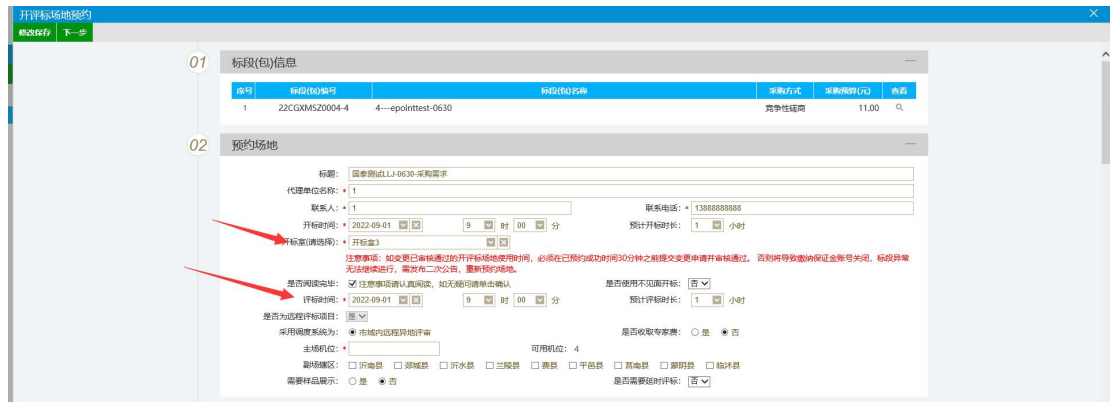 开评标场地预约
修改保存 下一步
01 标段(包)信息
序号 标段(包)编号 标段(包)名称 采购方式 采购预算(元) 查看
1 22CGXMSZ0004-4 4---epointtest-0630 竞争性磋商 11.00
02 预约场地
标题: 国泰测试LLJ-0630-采购需求
代理单位名称: * 1
联系人: * 1 联系电话: * 13888888888
开标时间: * 2022-09-01 9 时 00 分 预计开标时长: 1 小时
开标室(请选择): * 开标室3
注意事项：如变更已审核通过的开评标场地使用时间，必须在已预约成功时间30分钟之前提交变更申请并审核通过。 否则将导致缴纳保证金账号关闭，标段异常
无法继续进行，需发布二次公告，重新预约场地。
是否阅读完毕: 注意事项请认真阅读，如无疑问请单击确认 是否使用不见面开标: 否
评标时间: * 2022-09-01 9 时 00 分 预计评标时长: 1 小时
是否为远程评标项目: 是
采用调度系统为: 市域内远程异地评审 是否收取专家费: 是 否
主场机位: * 可用机位: 4
副场辖区: 沂南县 郯城县 沂水县 兰陵县 费县 平邑县 莒南县 蒙阴县 临沭县
需要样品展示: 是 否 是否需要延时评标: 否